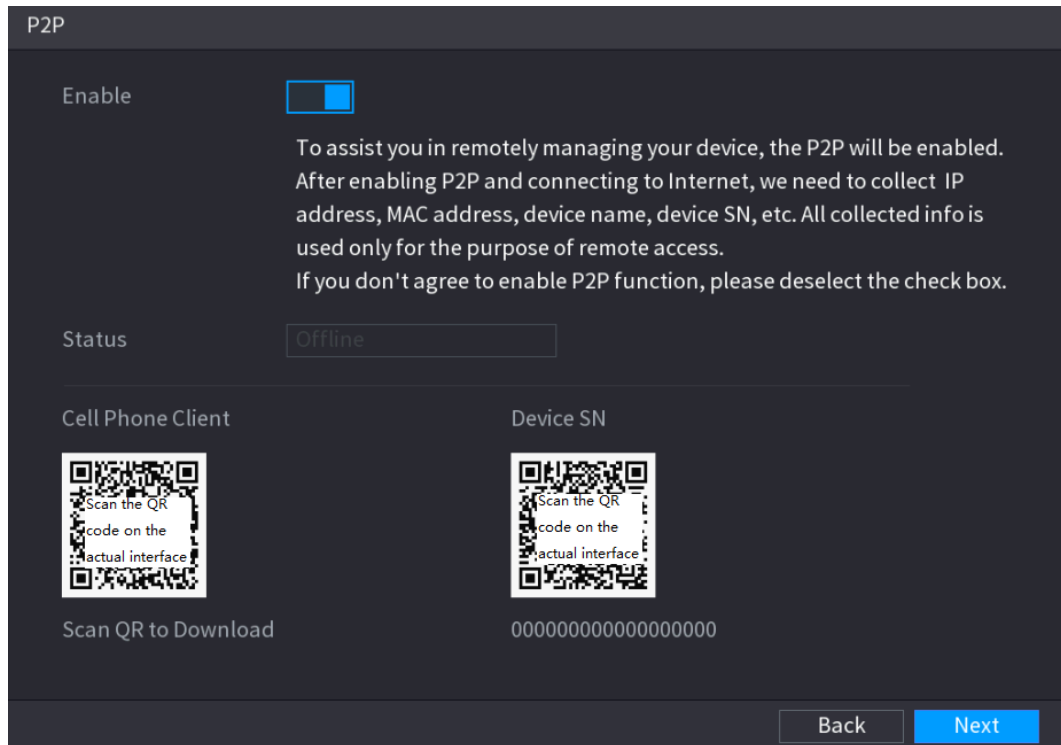 P2P
Enable
To assist you in remotely managing your device, the P2P will be enabled.
After enabling P2P and connecting to Internet, we need to collect IP
address, MAC address, device name, device SN, etc. All collected info is
used only for the purpose of remote access.
If you don't agree to enable P2P function, please deselect the check box.
Status
Offline
Cell Phone Client
Device SN
Scan the QR
code on the
actual interface
Scan the QR
code on the
actual interface
Scan QR to Download
000000000000000000
Back
Next